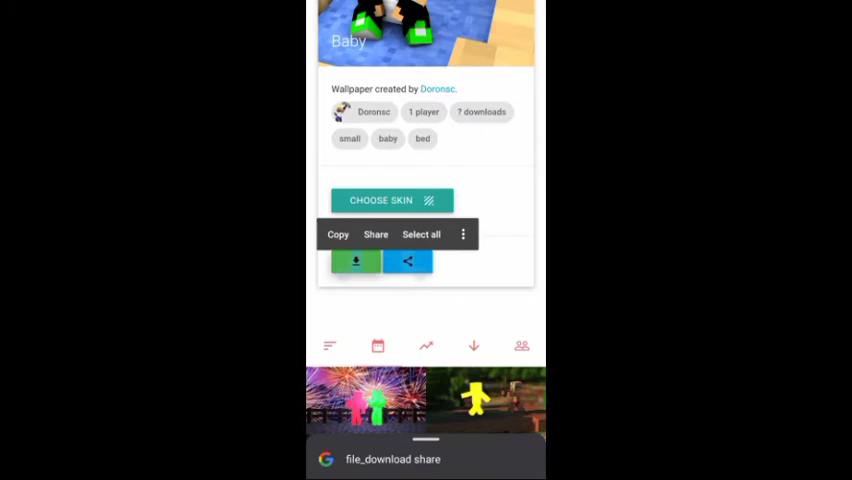 Baby
Wallpaper created by Doronsc.
Doronsc 1 player ? downloads
small baby bed
CHOOSE SKIN
Copy Share Select all
file_download share